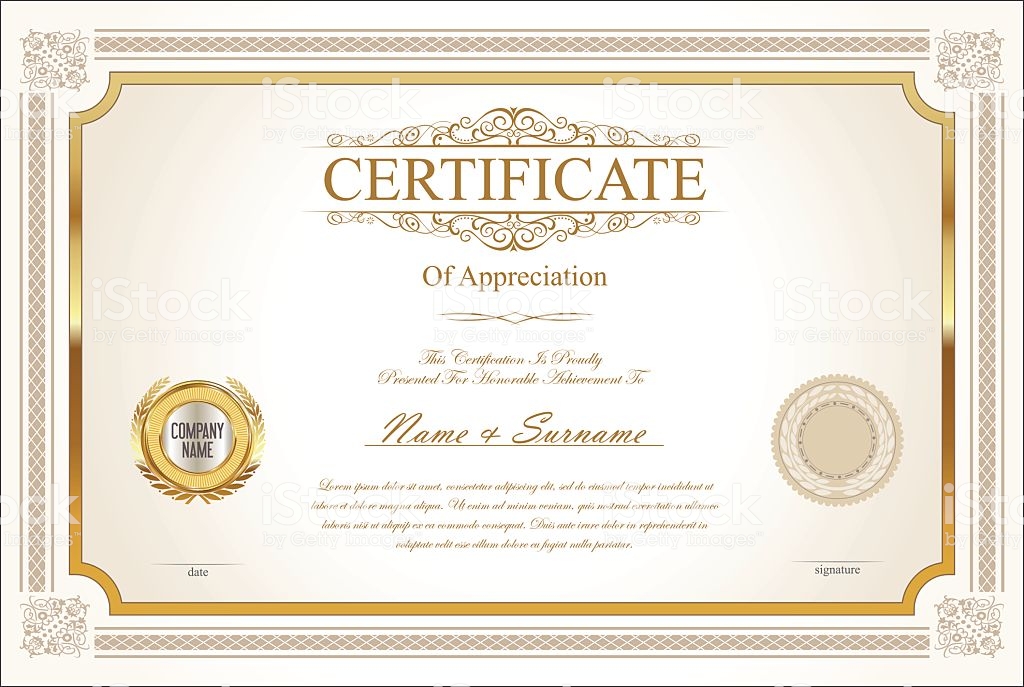 CERTIFICATE
Of Appreciation
This Certification Is Proudly
Presented For Honorable Achievement To
COMPANY
NAME
Name & Surname
Lorem ipsum dolor sit amet, consectetur adipiscing elit, sed do eiusmod tempor incididunt ut
labore et dolore magna aliqua. Ut enim ad minim veniam, quis nostrud exercitation ullamco
laboris nisi ut aliquip ex ea commodo consequat. Duis aute irure dolor in reprehenderit in
voluptate velit esse cillum dolore eu fugiat nulla pariatur.
date
signature
iStock
by Getty Images™